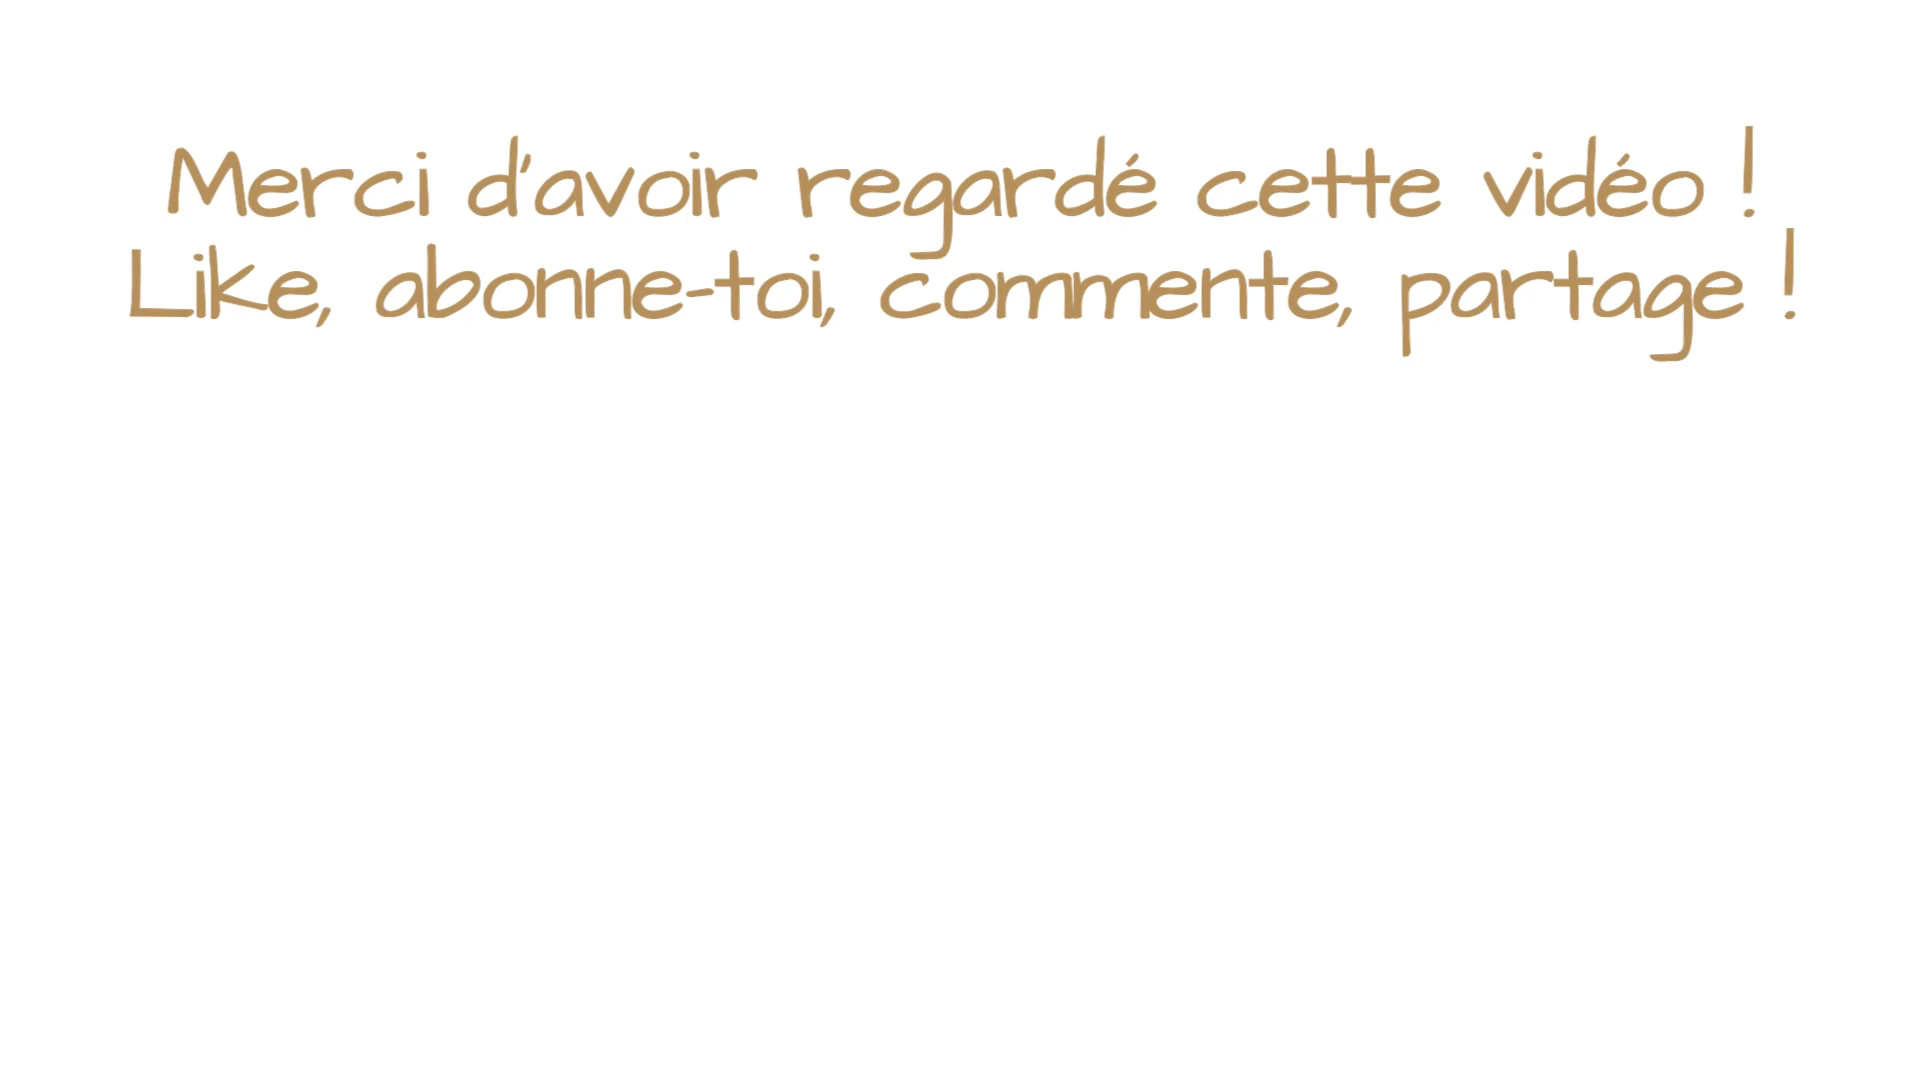 Merci d'avoir regardé cette vidéo !
Like, abonne-toi, commente, partage !